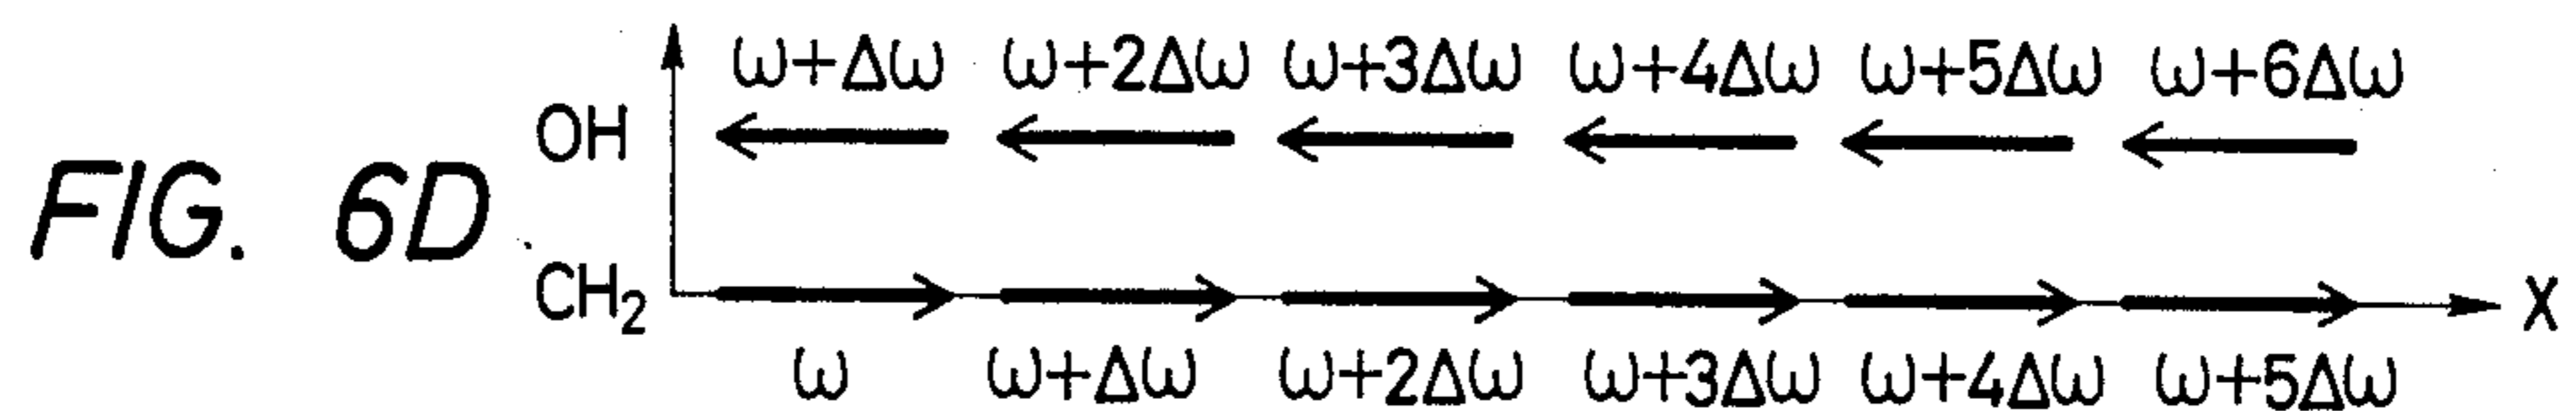 ω+Δω ω+2Δω ω+3Δω ω+4Δω ω+5Δω ω+6Δω
OH
FIG. 6D
CH₂ X
ω ω+Δω ω+2Δω ω+3Δω ω+4Δω ω+5Δω